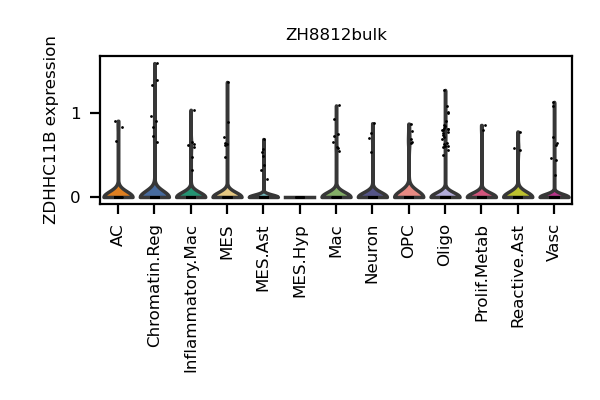 ZH8812bulk
ZDHHC11B expression
1
0
AC
Chromatin.Reg
Inflammatory.Mac
MES
MES.Ast
MES.Hyp
Mac
Neuron
OPC
Oligo
Prolif.Metab
Reactive.Ast
Vasc